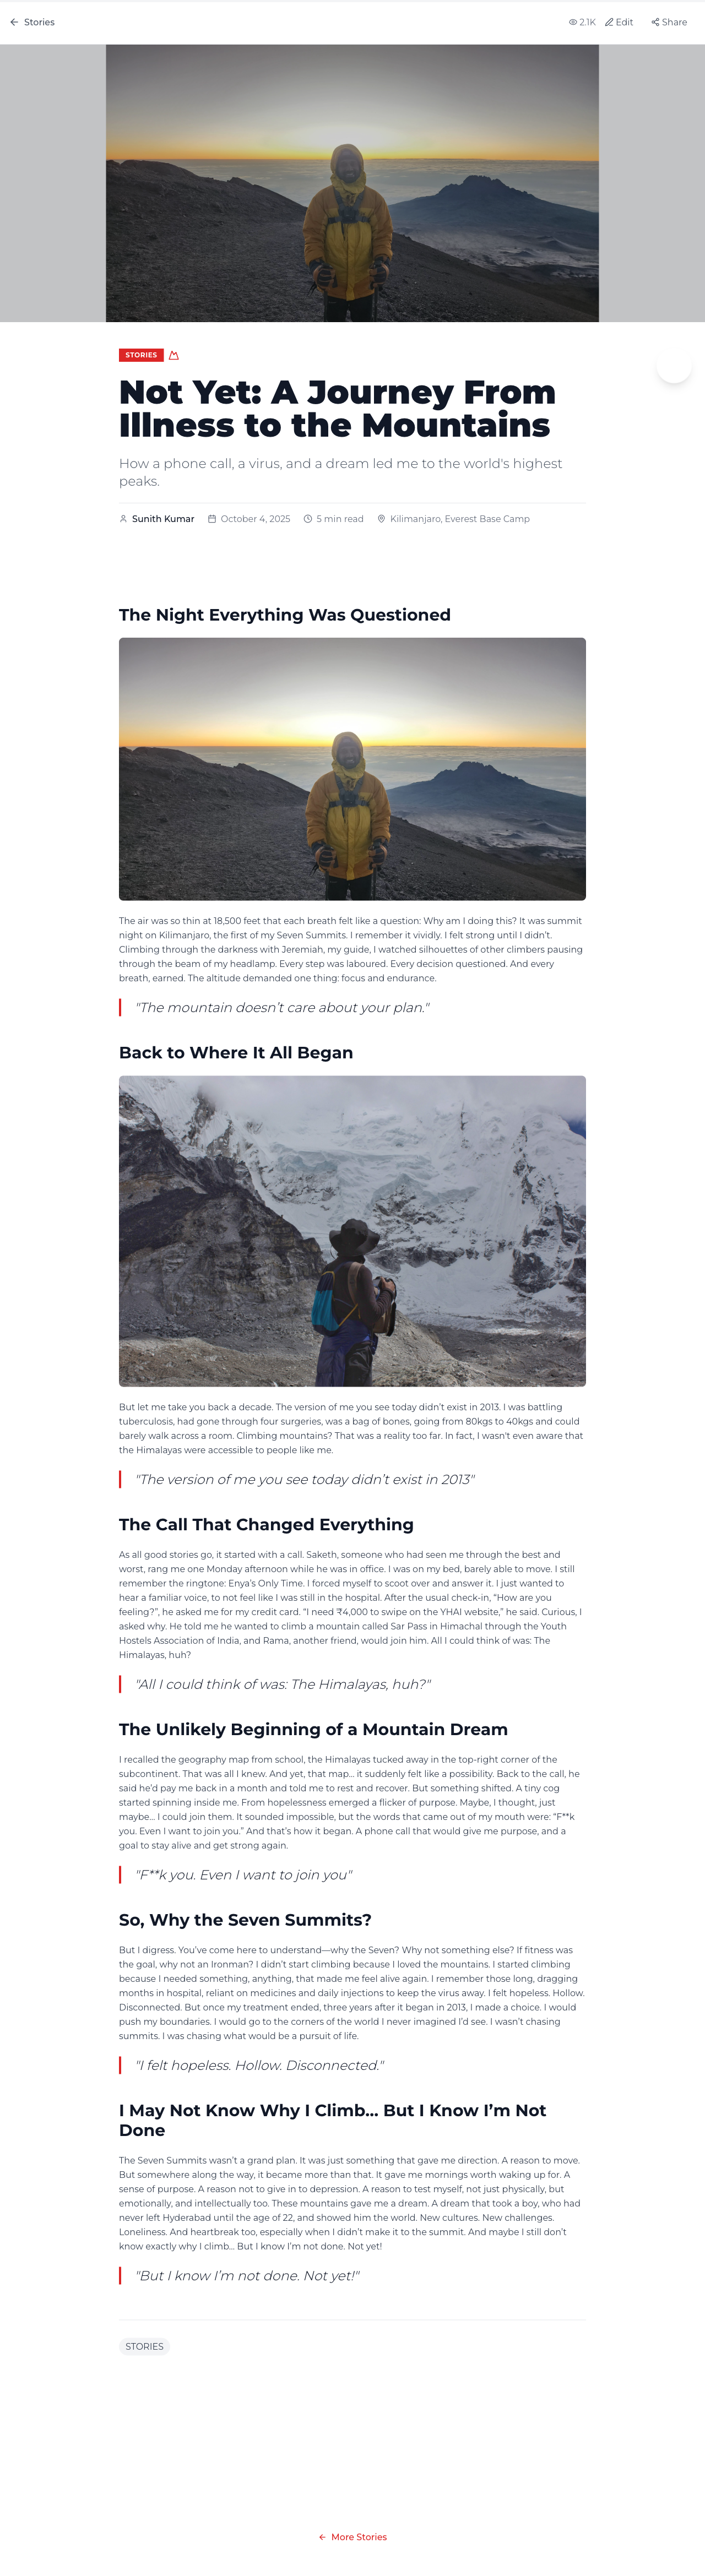 Stories
2.1K
Edit
Share
STORIES
Not Yet: A Journey From
Illness to the Mountains
How a phone call, a virus, and a dream led me to the world's highest
peaks.
Sunith Kumar
October 4, 2025
5 min read
Kilimanjaro, Everest Base Camp
The Night Everything Was Questioned
The air was so thin at 18,500 feet that each breath felt like a question: Why am I doing this? It was summit
night on Kilimanjaro, the first of my Seven Summits. I remember it vividly. I felt strong until I didn’t.
Climbing through the darkness with Jeremiah, my guide, I watched silhouettes of other climbers pausing
through the beam of my headlamp. Every step was laboured. Every decision questioned. And every
breath, earned. The altitude demanded one thing: focus and endurance.
"The mountain doesn’t care about your plan."
Back to Where It All Began
But let me take you back a decade. The version of me you see today didn’t exist in 2013. I was battling
tuberculosis, had gone through four surgeries, was a bag of bones, going from 80kgs to 40kgs and could
barely walk across a room. Climbing mountains? That was a reality too far. In fact, I wasn't even aware that
the Himalayas were accessible to people like me.
"The version of me you see today didn’t exist in 2013"
The Call That Changed Everything
As all good stories go, it started with a call. Saketh, someone who had seen me through the best and
worst, rang me one Monday afternoon while he was in office. I was on my bed, barely able to move. I still
remember the ringtone: Enya’s Only Time. I forced myself to scoot over and answer it. I just wanted to
hear a familiar voice, to not feel like I was still in the hospital. After the usual check-in, “How are you
feeling?”, he asked me for my credit card. “I need ₹4,000 to swipe on the YHAI website,” he said. Curious, I
asked why. He told me he wanted to climb a mountain called Sar Pass in Himachal through the Youth
Hostels Association of India, and Rama, another friend, would join him. All I could think of was: The
Himalayas, huh?
"All I could think of was: The Himalayas, huh?"
The Unlikely Beginning of a Mountain Dream
I recalled the geography map from school, the Himalayas tucked away in the top-right corner of the
subcontinent. That was all I knew. And yet, that map… it suddenly felt like a possibility. Back to the call, he
said he’d pay me back in a month and told me to rest and recover. But something shifted. A tiny cog
started spinning inside me. From hopelessness emerged a flicker of purpose. Maybe, I thought, just
maybe… I could join them. It sounded impossible, but the words that came out of my mouth were: “F**k
you. Even I want to join you.” And that’s how it began. A phone call that would give me purpose, and a
goal to stay alive and get strong again.
"F**k you. Even I want to join you"
So, Why the Seven Summits?
But I digress. You’ve come here to understand—why the Seven? Why not something else? If fitness was
the goal, why not an Ironman? I didn’t start climbing because I loved the mountains. I started climbing
because I needed something, anything, that made me feel alive again. I remember those long, dragging
months in hospital, reliant on medicines and daily injections to keep the virus away. I felt hopeless. Hollow.
Disconnected. But once my treatment ended, three years after it began in 2013, I made a choice. I would
push my boundaries. I would go to the corners of the world I never imagined I’d see. I wasn’t chasing
summits. I was chasing what would be a pursuit of life.
"I felt hopeless. Hollow. Disconnected."
I May Not Know Why I Climb… But I Know I’m Not
Done
The Seven Summits wasn’t a grand plan. It was just something that gave me direction. A reason to move.
But somewhere along the way, it became more than that. It gave me mornings worth waking up for. A
sense of purpose. A reason not to give in to depression. A reason to test myself, not just physically, but
emotionally, and intellectually too. These mountains gave me a dream. A dream that took a boy, who had
never left Hyderabad until the age of 22, and showed him the world. New cultures. New challenges.
Loneliness. And heartbreak too, especially when I didn’t make it to the summit. And maybe I still don’t
know exactly why I climb… But I know I’m not done. Not yet!
"But I know I’m not done. Not yet!"
STORIES
More Stories